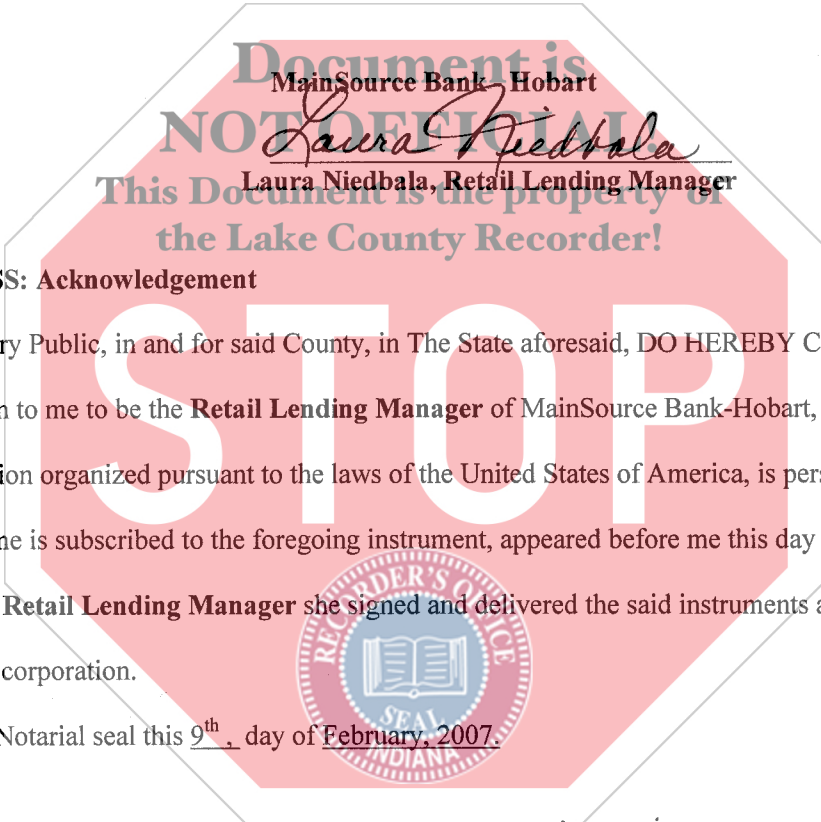 Document is
MainSource Bank - Hobart
NOT OFFICIAL!
Laura Niedbala
This Document is the property of
Laura Niedbala, Retail Lending Manager
the Lake County Recorder!
SS: Acknowledgement
ry Public, in and for said County, in The State aforesaid, DO HEREBY C
n to me to be the Retail Lending Manager of MainSource Bank-Hobart,
ion organized pursuant to the laws of the United States of America, is pers
ne is subscribed to the foregoing instrument, appeared before me this day
Retail Lending Manager she signed and delivered the said instruments a
corporation.
Notarial seal this 9th , day of February, 2007.
STOP
RECORDER'S OFFICE
SEAL
INDIANA